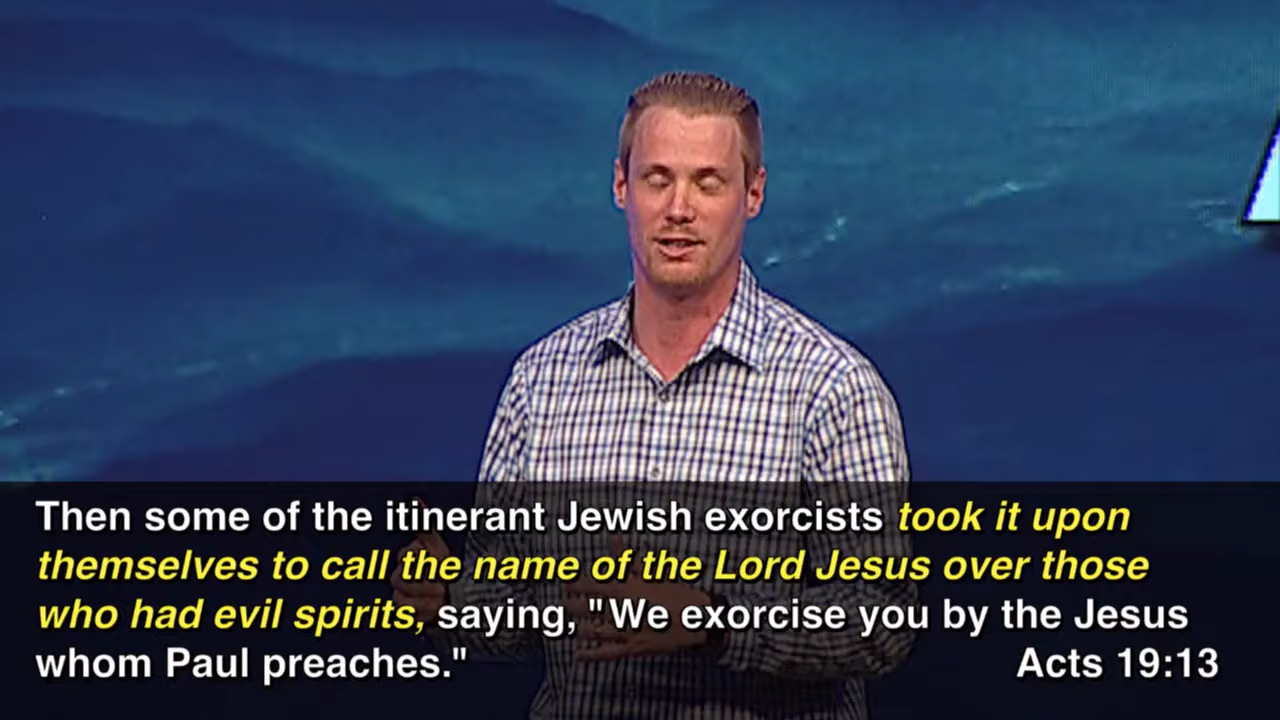 Then some of the itinerant Jewish exorcists took it upon
themselves to call the name of the Lord Jesus over those
who had evil spirits, saying, "We exorcise you by the Jesus
whom Paul preaches." Acts 19:13